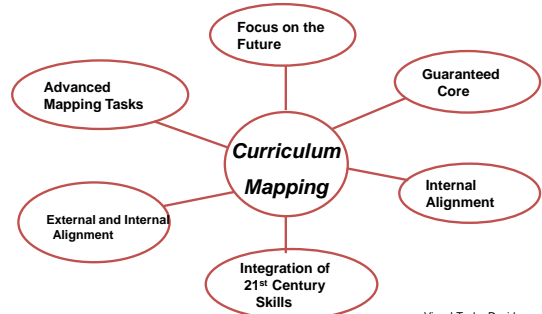 Focus on the
Future
Guaranteed
Core
Advanced
Mapping Tasks
Curriculum
Mapping
Internal
Alignment
External and Internal
Alignment
Integration of
21st Century
Skills